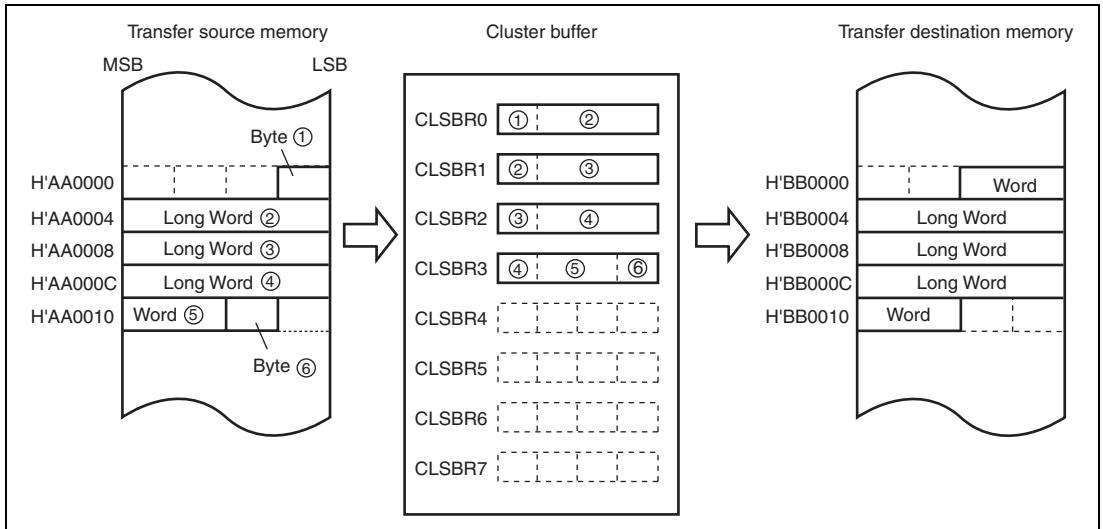 Transfer source memory
MSB LSB
Byte ①
H'AA0000
H'AA0004 Long Word ②
H'AA0008 Long Word ③
H'AA000C Long Word ④
H'AA0010 Word ⑤
Byte ⑥
Cluster buffer
CLSBR0 ① ②
CLSBR1 ② ③
CLSBR2 ③ ④
CLSBR3 ④ ⑤ ⑥
CLSBR4
CLSBR5
CLSBR6
CLSBR7
Transfer destination memory
H'BB0000 Word
H'BB0004 Long Word
H'BB0008 Long Word
H'BB000C Long Word
H'BB0010 Word